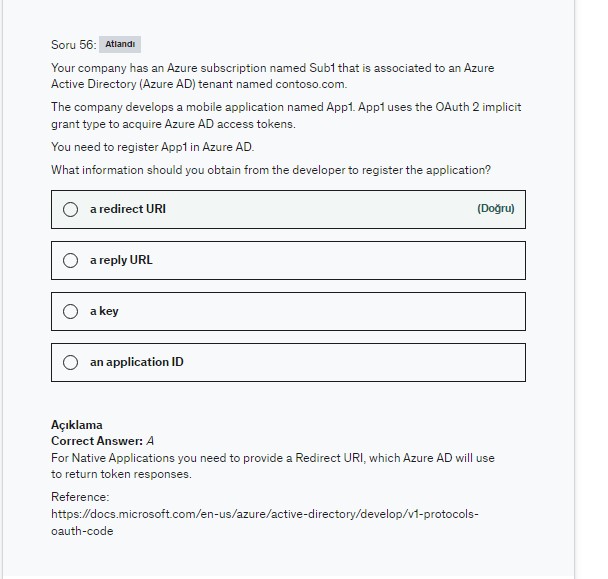 Soru 56: Atlandı
Your company has an Azure subscription named Sub1 that is associated to an Azure
Active Directory (Azure AD) tenant named contoso.com.
The company develops a mobile application named App1. App1 uses the OAuth 2 implicit
grant type to acquire Azure AD access tokens.
You need to register App1 in Azure AD.
What information should you obtain from the developer to register the application?
a redirect URI (Doğru)
a reply URL
a key
an application ID
Açıklama
Correct Answer: A
For Native Applications you need to provide a Redirect URI, which Azure AD will use
to return token responses.
Reference:
https://docs.microsoft.com/en-us/azure/active-directory/develop/v1-protocols-
oauth-code